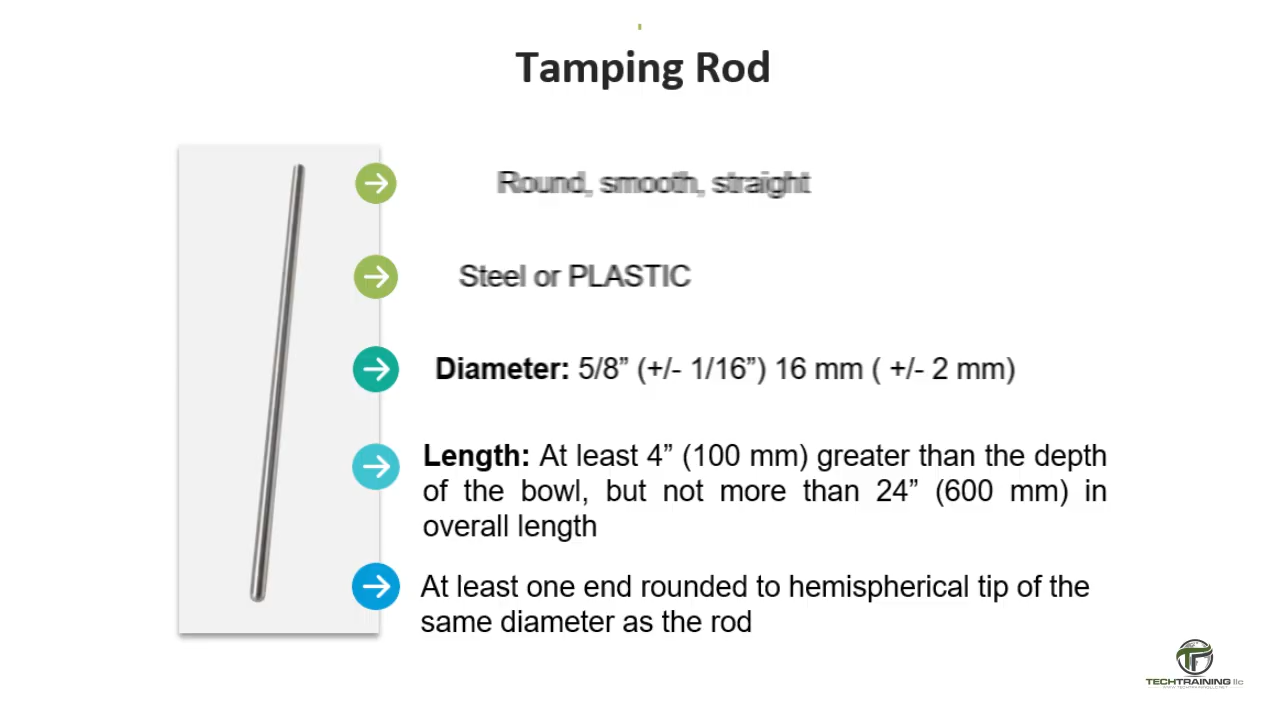 Tamping Rod
Round, smooth, straight
Steel or PLASTIC
Diameter: 5/8” (+/- 1/16”) 16 mm ( +/- 2 mm)
Length: At least 4” (100 mm) greater than the depth
of the bowl, but not more than 24” (600 mm) in
overall length
At least one end rounded to hemispherical tip of the
same diameter as the rod
TECHTRAINING llc
WWW.TECHTRAININGLLC.NET